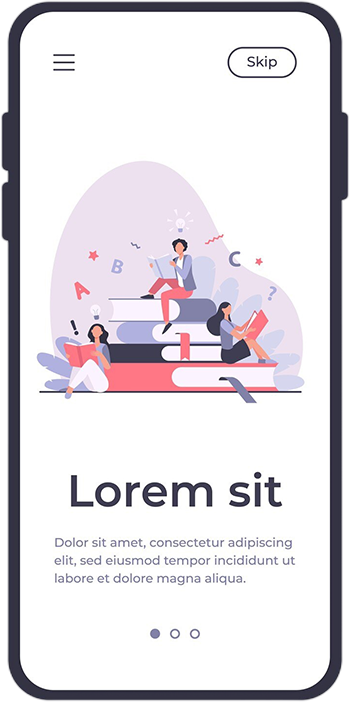 Skip
B
C
A
?
!
Lorem sit
Dolor sit amet, consectetur adipiscing
elit, sed eiusmod tempor incididunt ut
labore et dolore magna aliqua.